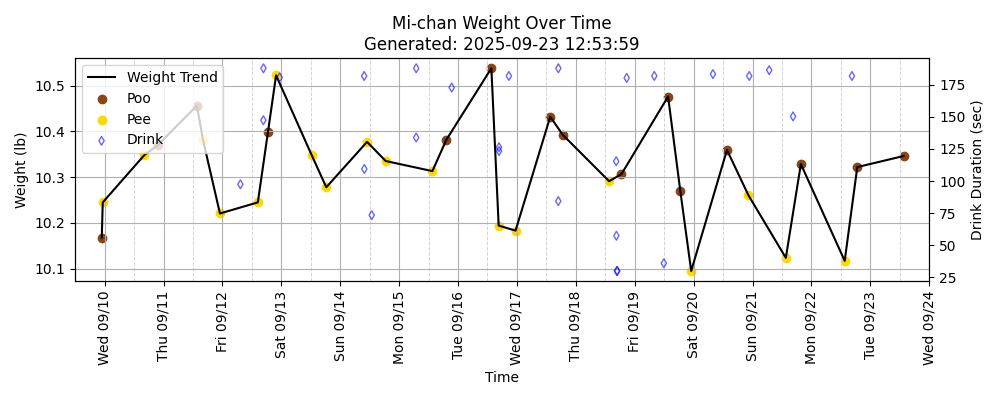 Mi-chan Weight Over Time
Generated: 2025-09-23 12:53:59
Weight Trend
Poo
Pee
Drink
Weight (lb)
10.5
10.4
10.3
10.2
10.1
175
150
125
100
75
50
25
Drink Duration (sec)
Wed 09/10
Thu 09/11
Fri 09/12
Sat 09/13
Sun 09/14
Mon 09/15
Tue 09/16
Wed 09/17
Thu 09/18
Fri 09/19
Sat 09/20
Sun 09/21
Mon 09/22
Tue 09/23
Wed 09/24
Time